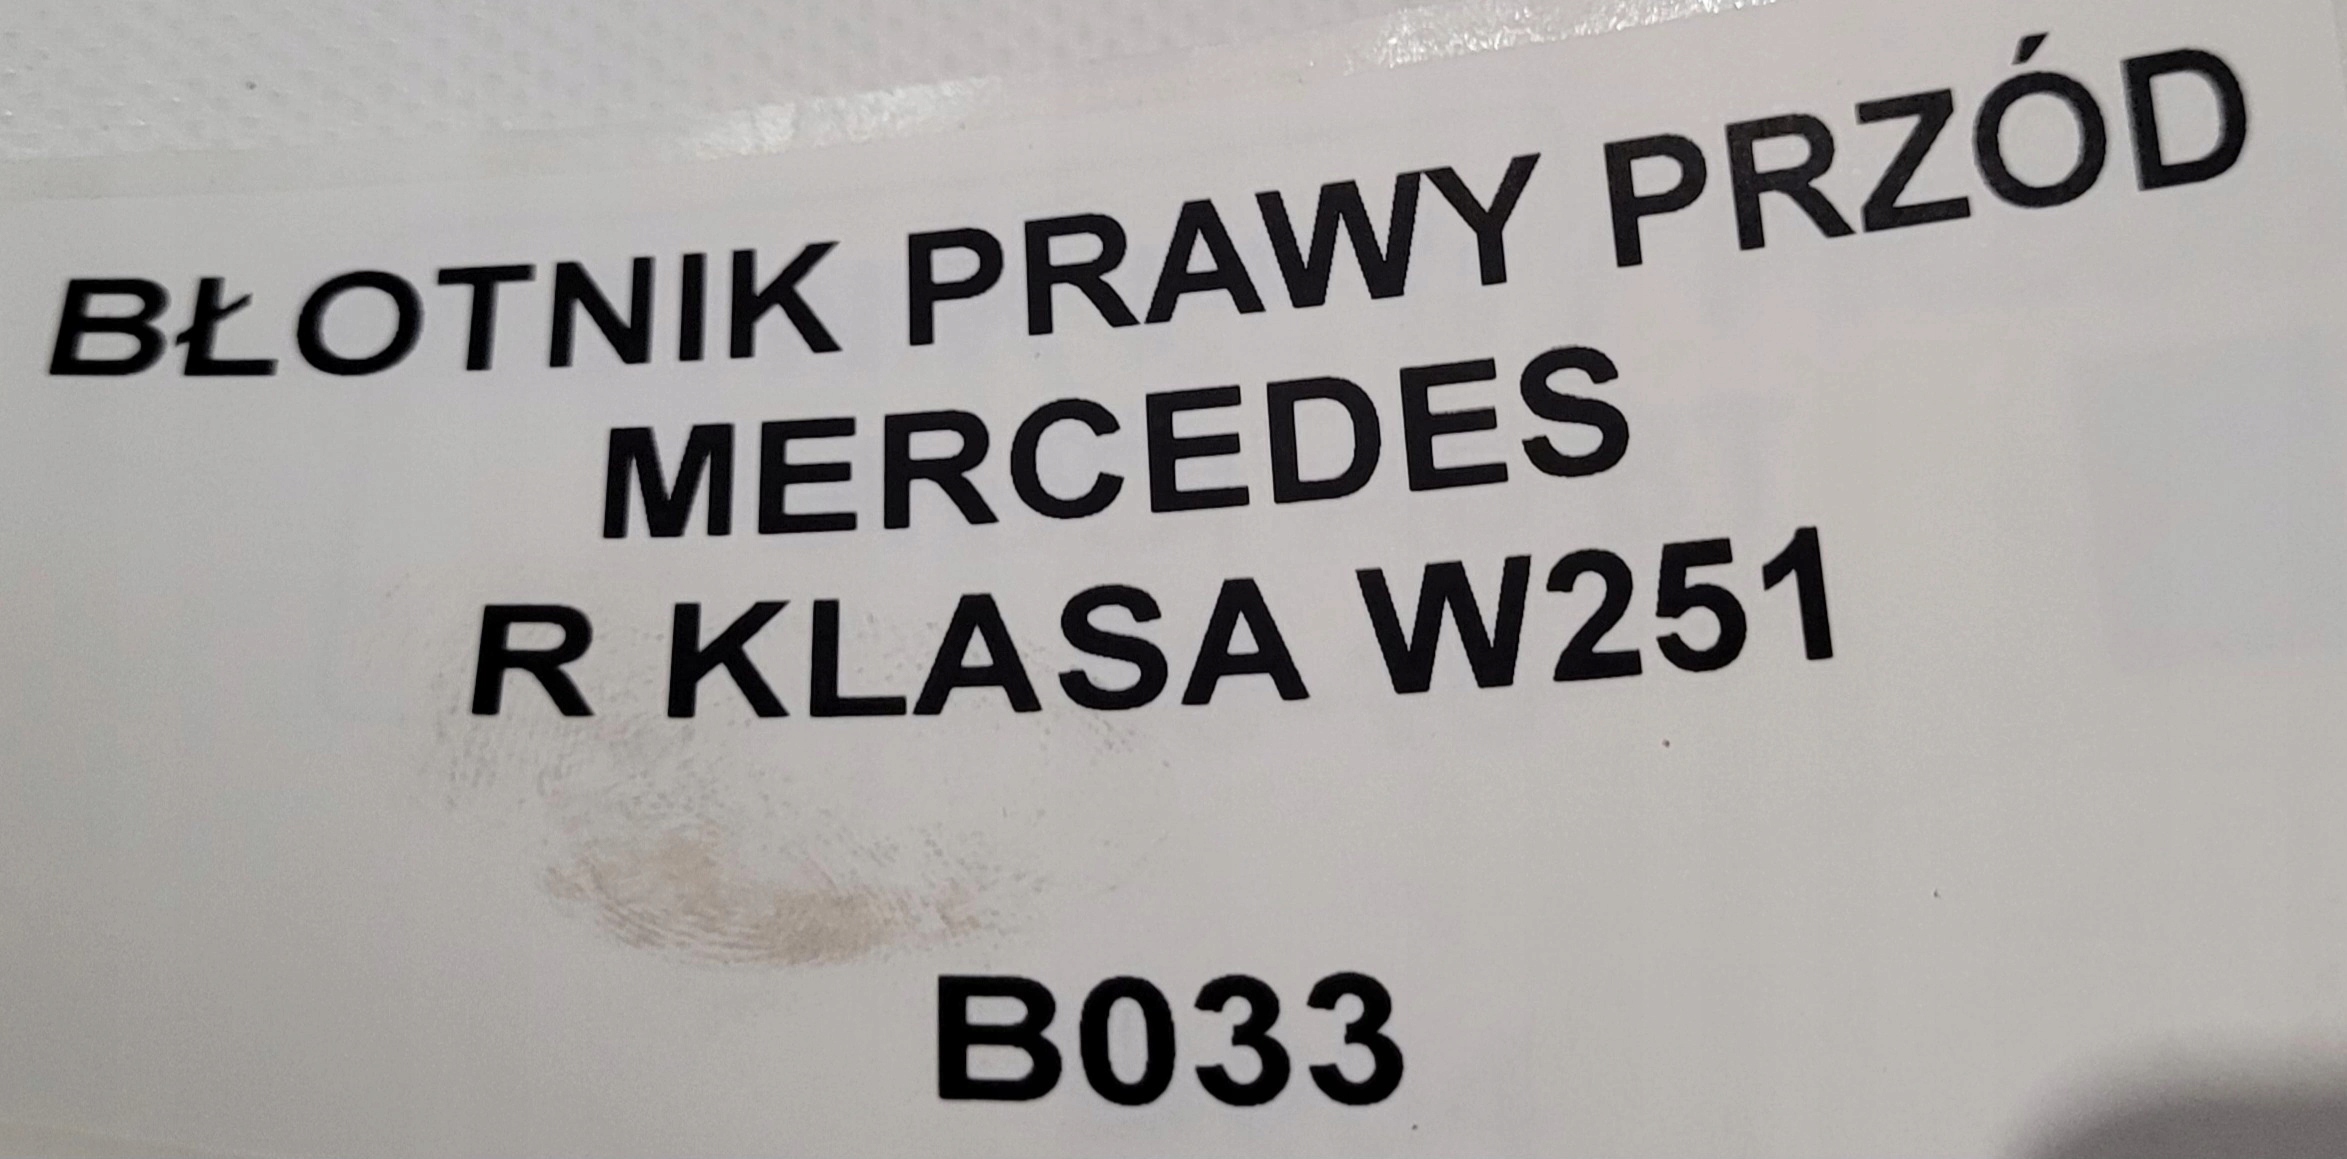 BŁOTNIK PRAWY PRZÓD
MERCEDES
R KLASA W251
B033